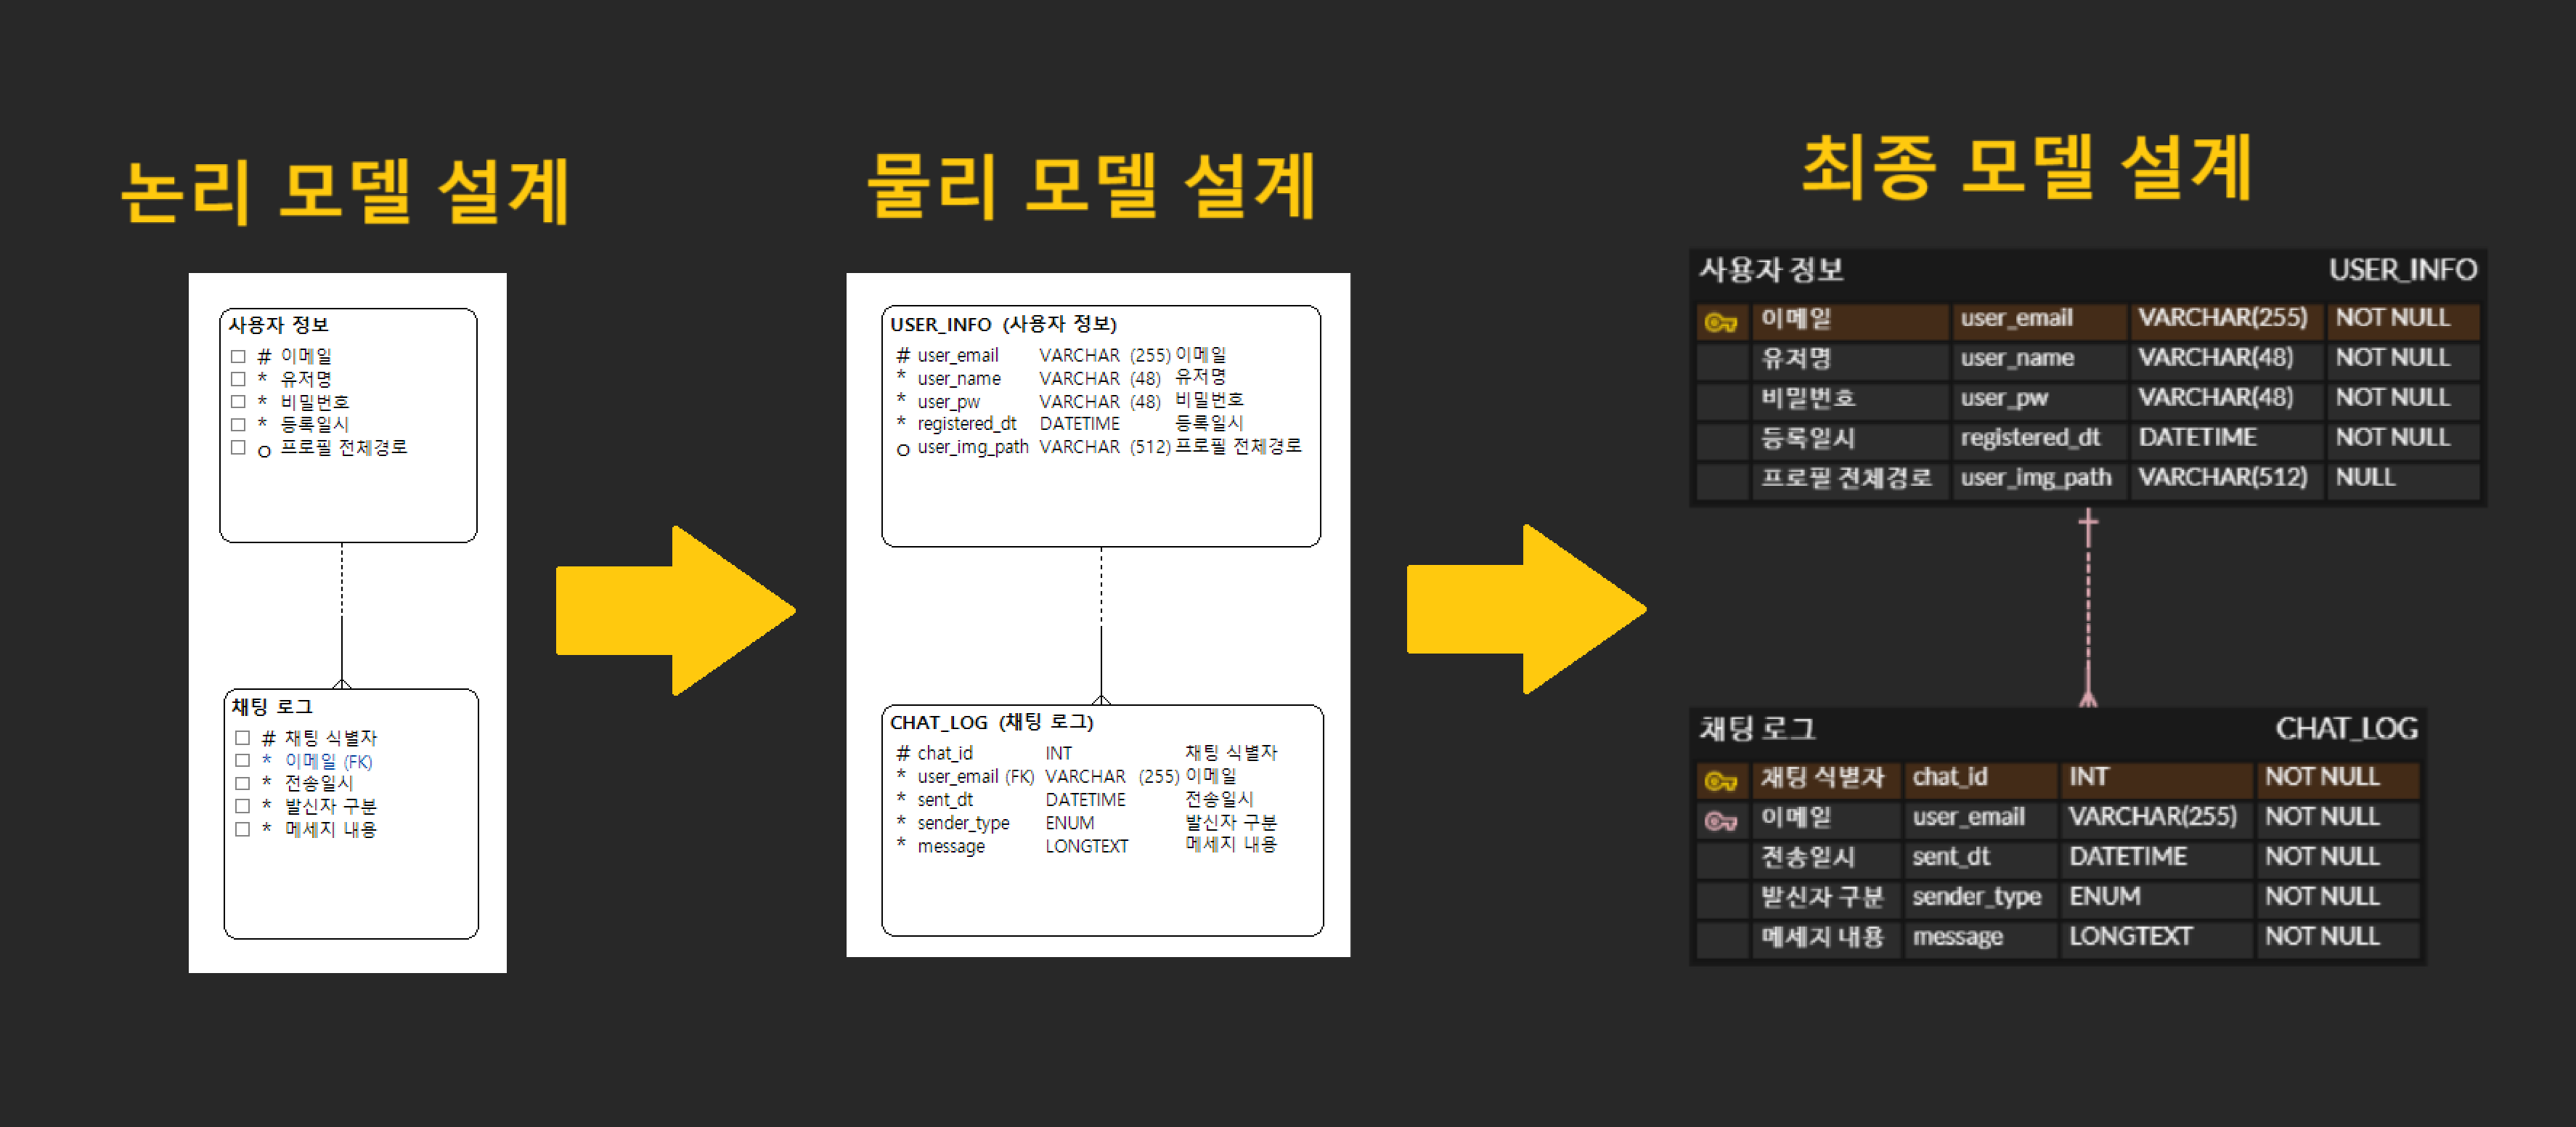 논리 모델 설계
사용자 정보
# 이메일
* 유저명
* 비밀번호
* 등록일시
o 프로필 전체경로
채팅 로그
# 채팅 식별자
* 이메일 (FK)
* 전송일시
* 발신자 구분
* 메세지 내용
물리 모델 설계
USER_INFO (사용자 정보)
# user_email VARCHAR (255) 이메일
* user_name VARCHAR (48) 유저명
* user_pw VARCHAR (48) 비밀번호
* registered_dt DATETIME 등록일시
o user_img_path VARCHAR (512) 프로필 전체경로
CHAT_LOG (채팅 로그)
# chat_id INT 채팅 식별자
* user_email (FK) VARCHAR (255) 이메일
* sent_dt DATETIME 전송일시
* sender_type ENUM 발신자 구분
* message LONGTEXT 메세지 내용
최종 모델 설계
사용자 정보 USER_INFO
이메일 user_email VARCHAR(255) NOT NULL
유저명 user_name VARCHAR(48) NOT NULL
비밀번호 user_pw VARCHAR(48) NOT NULL
등록일시 registered_dt DATETIME NOT NULL
프로필 전체경로 user_img_path VARCHAR(512) NULL
채팅 로그 CHAT_LOG
채팅 식별자 chat_id INT NOT NULL
이메일 user_email VARCHAR(255) NOT NULL
전송일시 sent_dt DATETIME NOT NULL
발신자 구분 sender_type ENUM NOT NULL
메세지 내용 message LONGTEXT NOT NULL